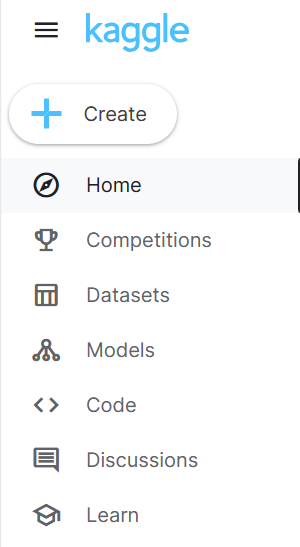 kaggle
Create
Home
Competitions
Datasets
Models
Code
Discussions
Learn